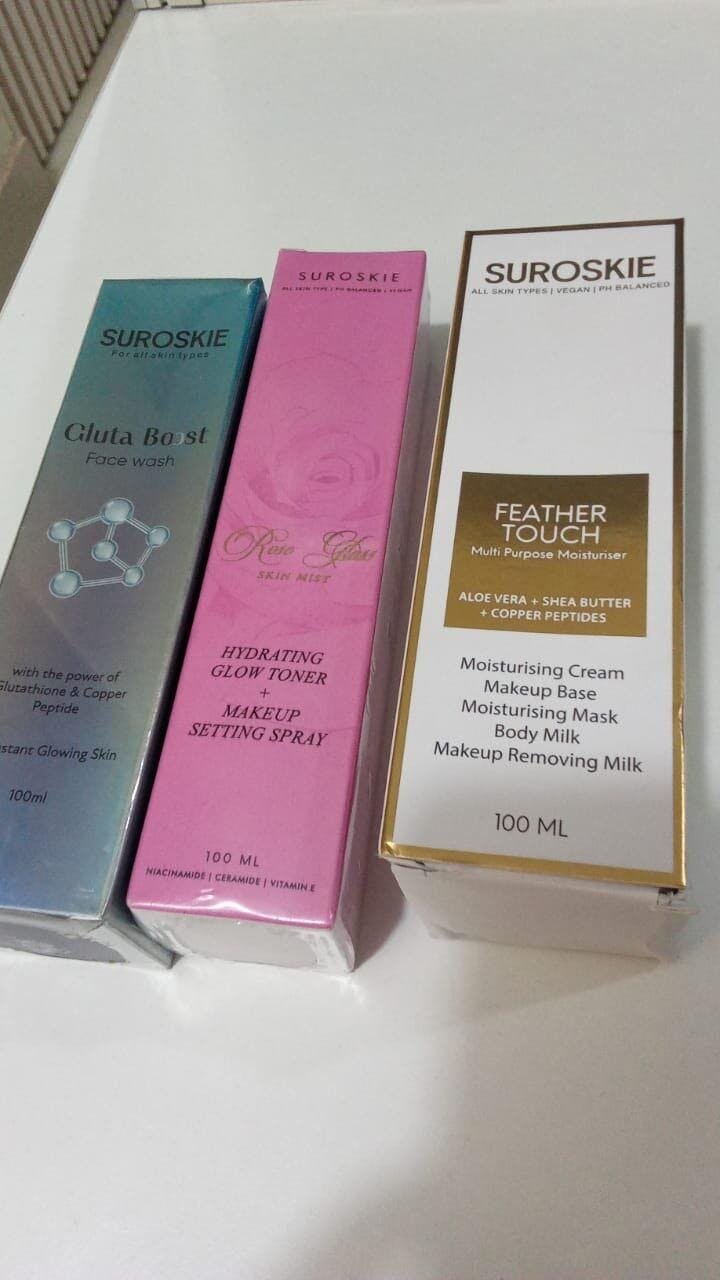 SUROSKIE
For all skin types
Gluta Boost
Face wash
with the power of
Glutathione & Copper
Peptide
stant Glowing Skin
100ml
SUROSKIE
ALL SKIN TYPE | PH BALANCED | VEGAN
Rose Glass
SKIN MIST
HYDRATING
GLOW TONER
+
MAKEUP
SETTING SPRAY
100 ML
NIACINAMIDE | CERAMIDE | VITAMIN E
SUROSKIE
ALL SKIN TYPES | VEGAN | PH BALANCED
FEATHER
TOUCH
Multi Purpose Moisturiser
ALOE VERA + SHEA BUTTER
+ COPPER PEPTIDES
Moisturising Cream
Makeup Base
Moisturising Mask
Body Milk
Makeup Removing Milk
100 ML